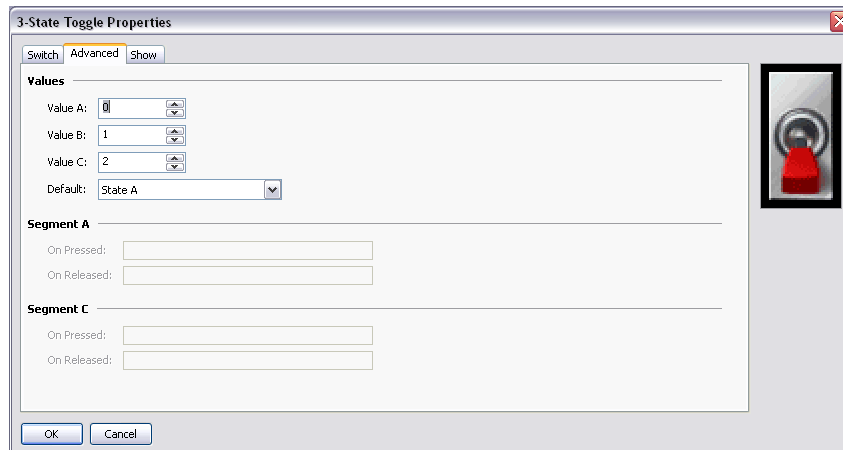 3-State Toggle Properties
Switch Advanced Show
Values
Value A: 0
Value B: 1
Value C: 2
Default: State A
Segment A
On Pressed:
On Released:
Segment C
On Pressed:
On Released:
OK Cancel